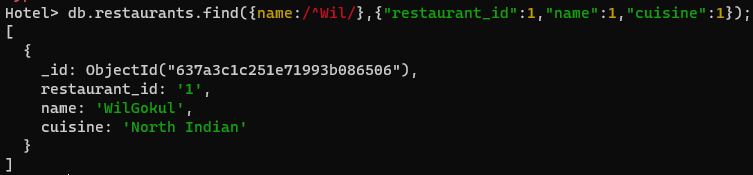 Hotel> db.restaurants.find({name:/^Wil/},{"restaurant_id":1,"name":1,"cuisine":1});
[
  {
    _id: ObjectId("637a3c1c251e71993b086506"),
    restaurant_id: '1',
    name: 'WilGokul',
    cuisine: 'North Indian'
  }
]